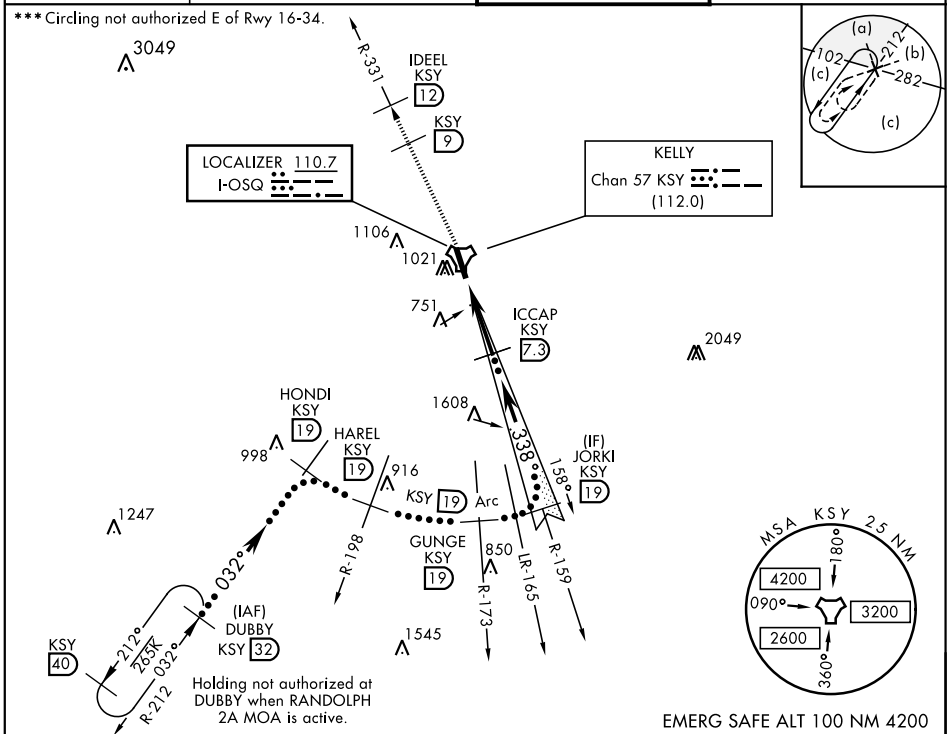 *** Circling not authorized E of Rwy 16-34.
3049
R-331
IDEEL
KSY
12
KSY
9
(a)
212
102
(b)
(c)
282
(c)
LOCALIZER 110.7
I-OSQ
KELLY
Chan 57 KSY
(112.0)
1106
1021
751
ICCAP
KSY
7.3
2049
HONDI
KSY
19
HAREL
KSY
19
1608
338°
(IF)
JORKI
KSY
19
158°
998
916
KSY 19 Arc
1247
R-198
GUNGE
KSY
19
850
R-173
LR-165
R-159
032°
(IAF)
DUBBY
KSY 32
1545
KSY
40
212°
265K
032°
R-212
Holding not authorized at
DUBBY when RANDOLPH
2A MOA is active.
MSA KSY 25 NM
180°
4200
090°
3200
2600
360°
EMERG SAFE ALT 100 NM 4200